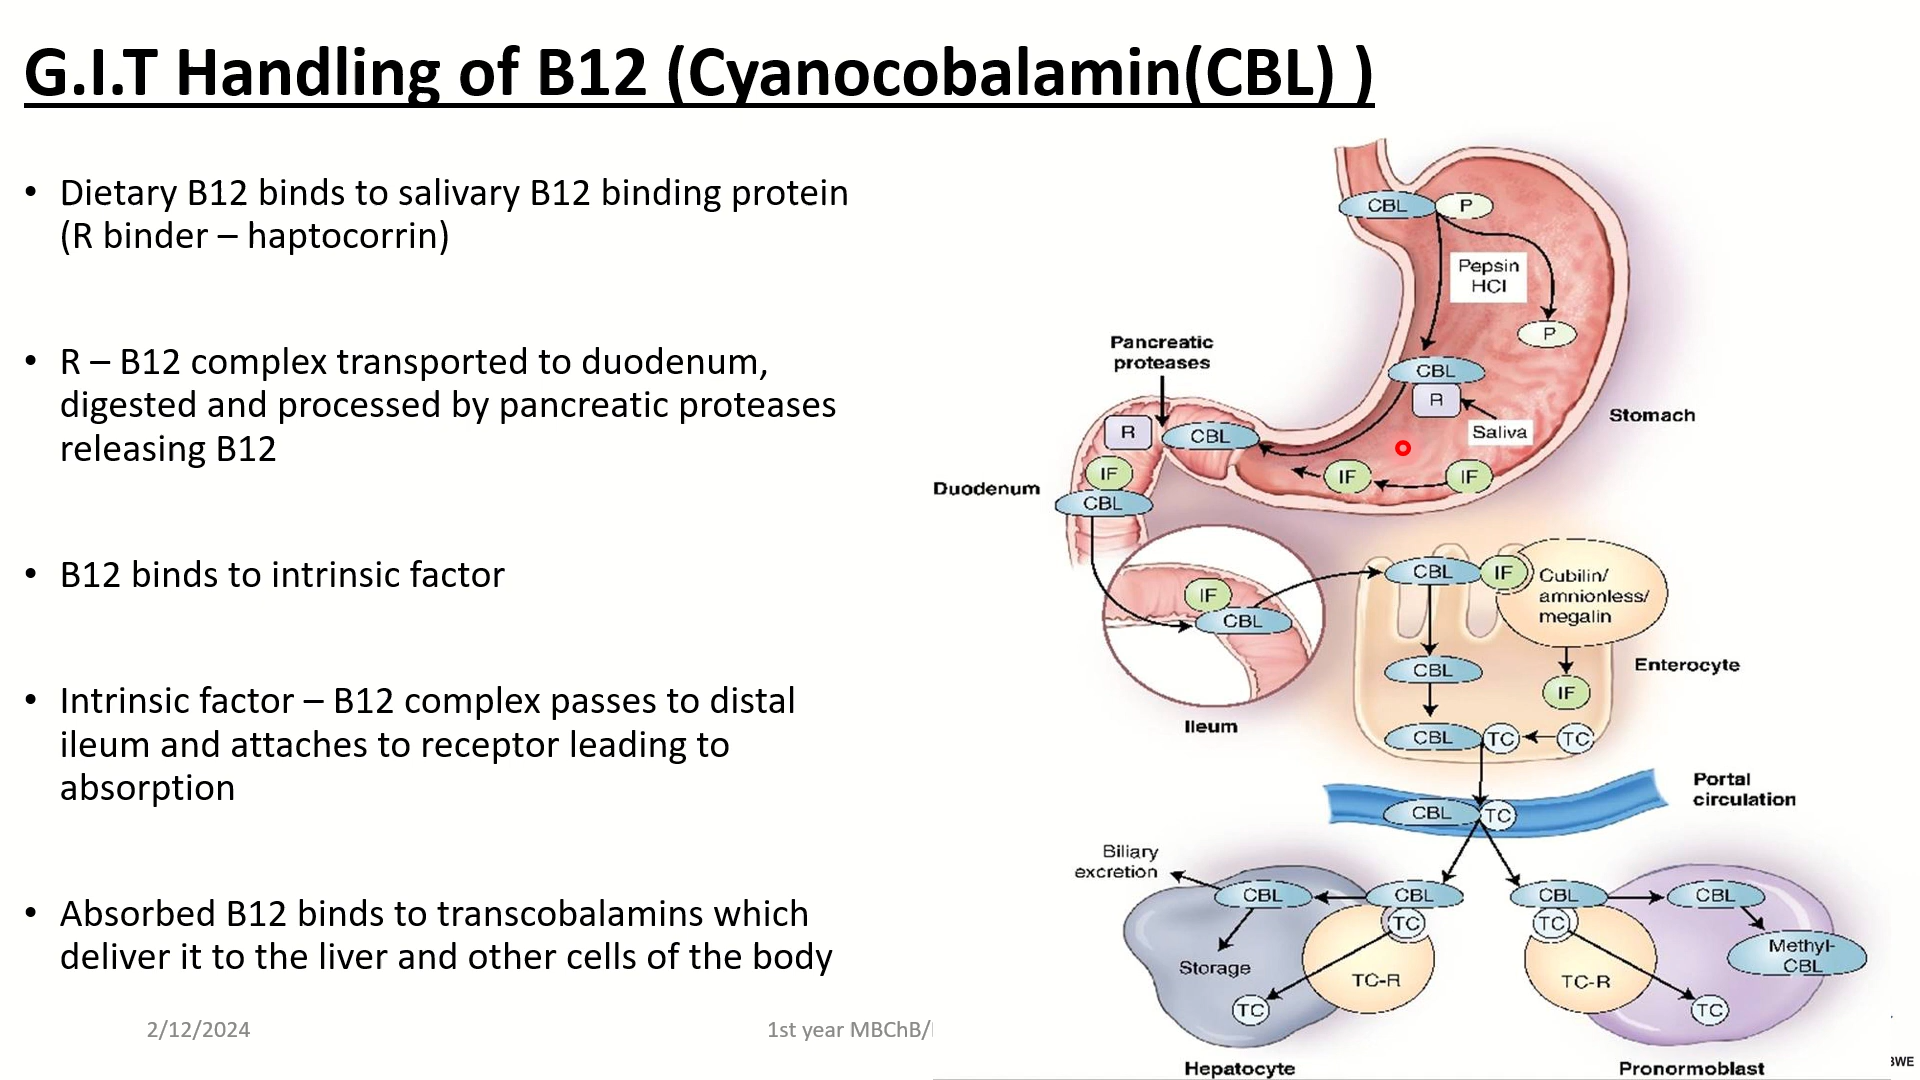 G.I.T Handling of B12 (Cyanocobalamin(CBL) )
• Dietary B12 binds to salivary B12 binding protein
(R binder – haptocorrin)
• R – B12 complex transported to duodenum,
digested and processed by pancreatic proteases
releasing B12
• B12 binds to intrinsic factor
• Intrinsic factor – B12 complex passes to distal
ileum and attaches to receptor leading to
absorption
• Absorbed B12 binds to transcobalamins which
deliver it to the liver and other cells of the body
2/12/2024
1st year MBChB/
CBL P
Pepsin
HCl
P
Pancreatic
proteases
CBL
R
Saliva
Stomach
R CBL
IF
CBL
IF IF
Duodenum
IF
CBL
Ileum
CBL IF
Cubilin/
amnionless/
megalin
CBL
IF
Enterocyte
CBL TC TC
Portal
circulation
CBL TC
Biliary
excretion
CBL CBL
TC
Storage
TC-R
TC
Hepatocyte
CBL CBL
TC
Methyl-
CBL
TC-R
TC
Pronormoblast
BWE